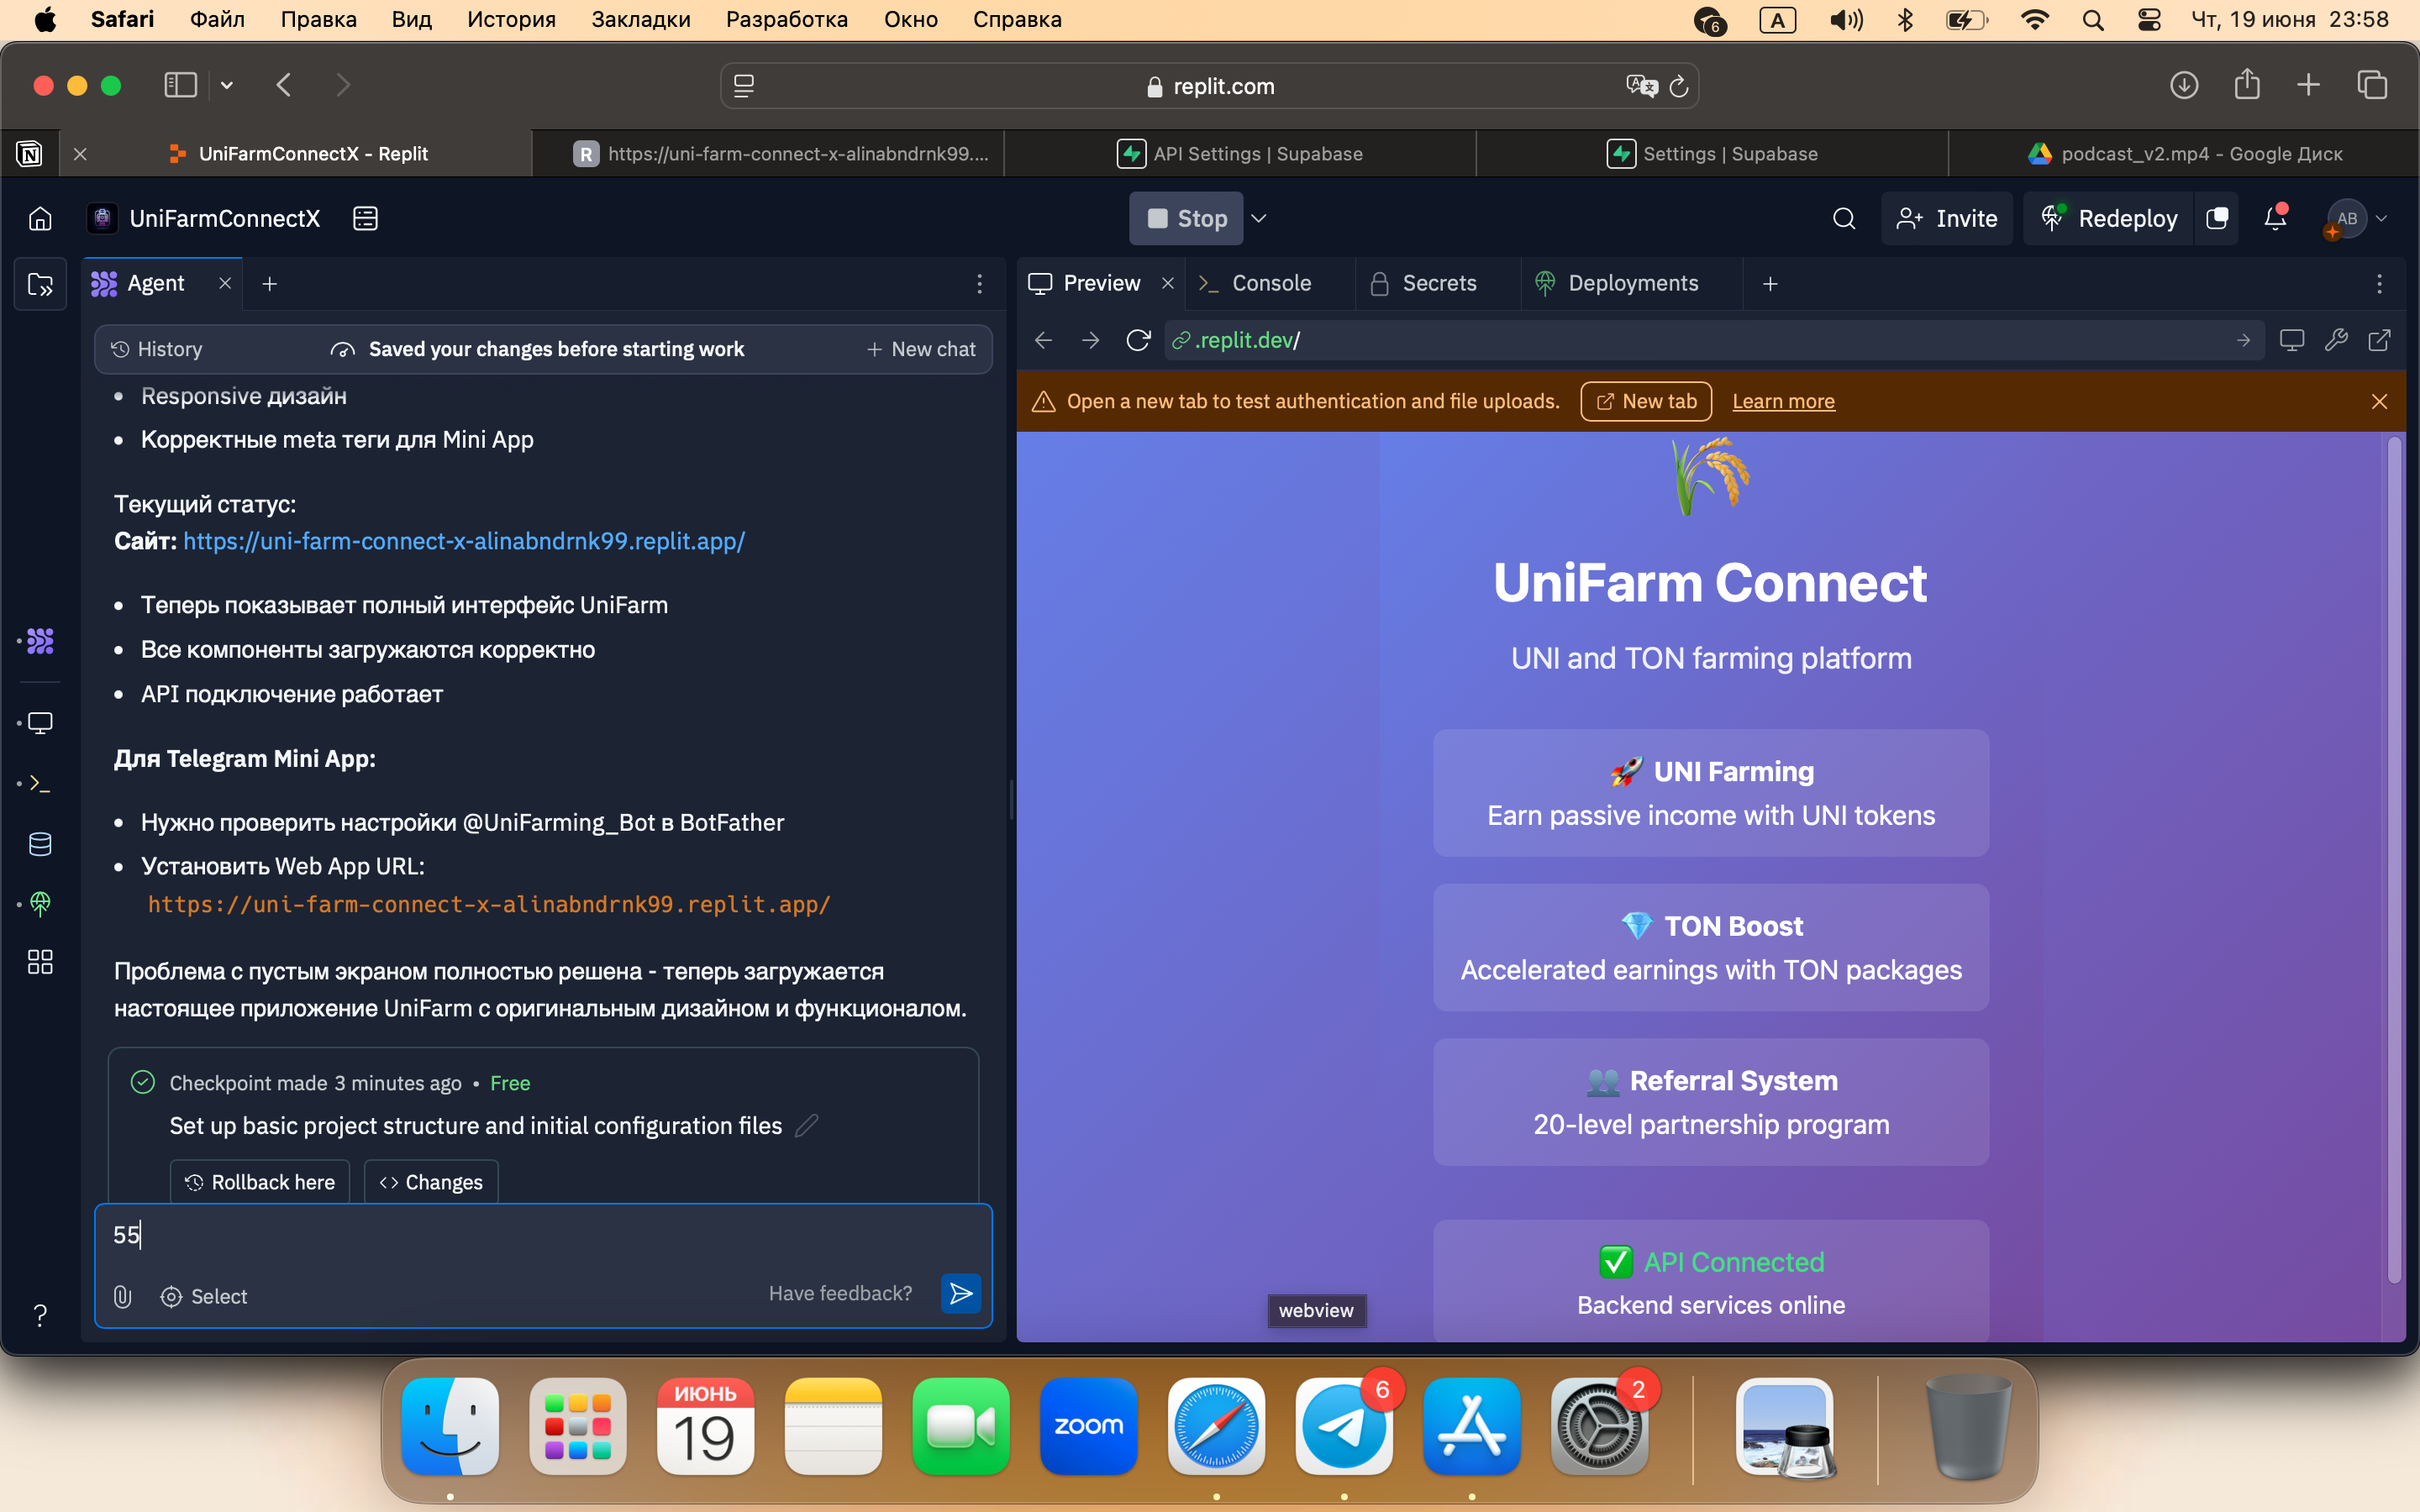 Safari Файл Правка Вид История Закладки Разработка Окно Справка
6 A Чт, 19 июня 23:58
replit.com
UniFarmConnectX - Replit
R https://uni-farm-connect-x-alinabndrnk99....
API Settings | Supabase
Settings | Supabase
podcast_v2.mp4 - Google Диск
UniFarmConnectX
Stop
Invite
Redeploy
AB
Agent
History
Saved your changes before starting work
New chat
• Responsive дизайн
• Корректные meta теги для Mini App
Текущий статус:
Сайт: https://uni-farm-connect-x-alinabndrnk99.replit.app/
• Теперь показывает полный интерфейс UniFarm
• Все компоненты загружаются корректно
• API подключение работает
Для Telegram Mini App:
• Нужно проверить настройки @UniFarming_Bot в BotFather
• Установить Web App URL:
https://uni-farm-connect-x-alinabndrnk99.replit.app/
Проблема с пустым экраном полностью решена - теперь загружается
настоящее приложение UniFarm с оригинальным дизайном и функционалом.
Checkpoint made 3 minutes ago • Free
Set up basic project structure and initial configuration files
Rollback here
Changes
55
Select
Have feedback?
?
Preview
Console
Secrets
Deployments
.replit.dev/
Open a new tab to test authentication and file uploads.
New tab
Learn more
UniFarm Connect
UNI and TON farming platform
UNI Farming
Earn passive income with UNI tokens
TON Boost
Accelerated earnings with TON packages
Referral System
20-level partnership program
API Connected
Backend services online
webview
ИЮНЬ
19
zoom
6
2